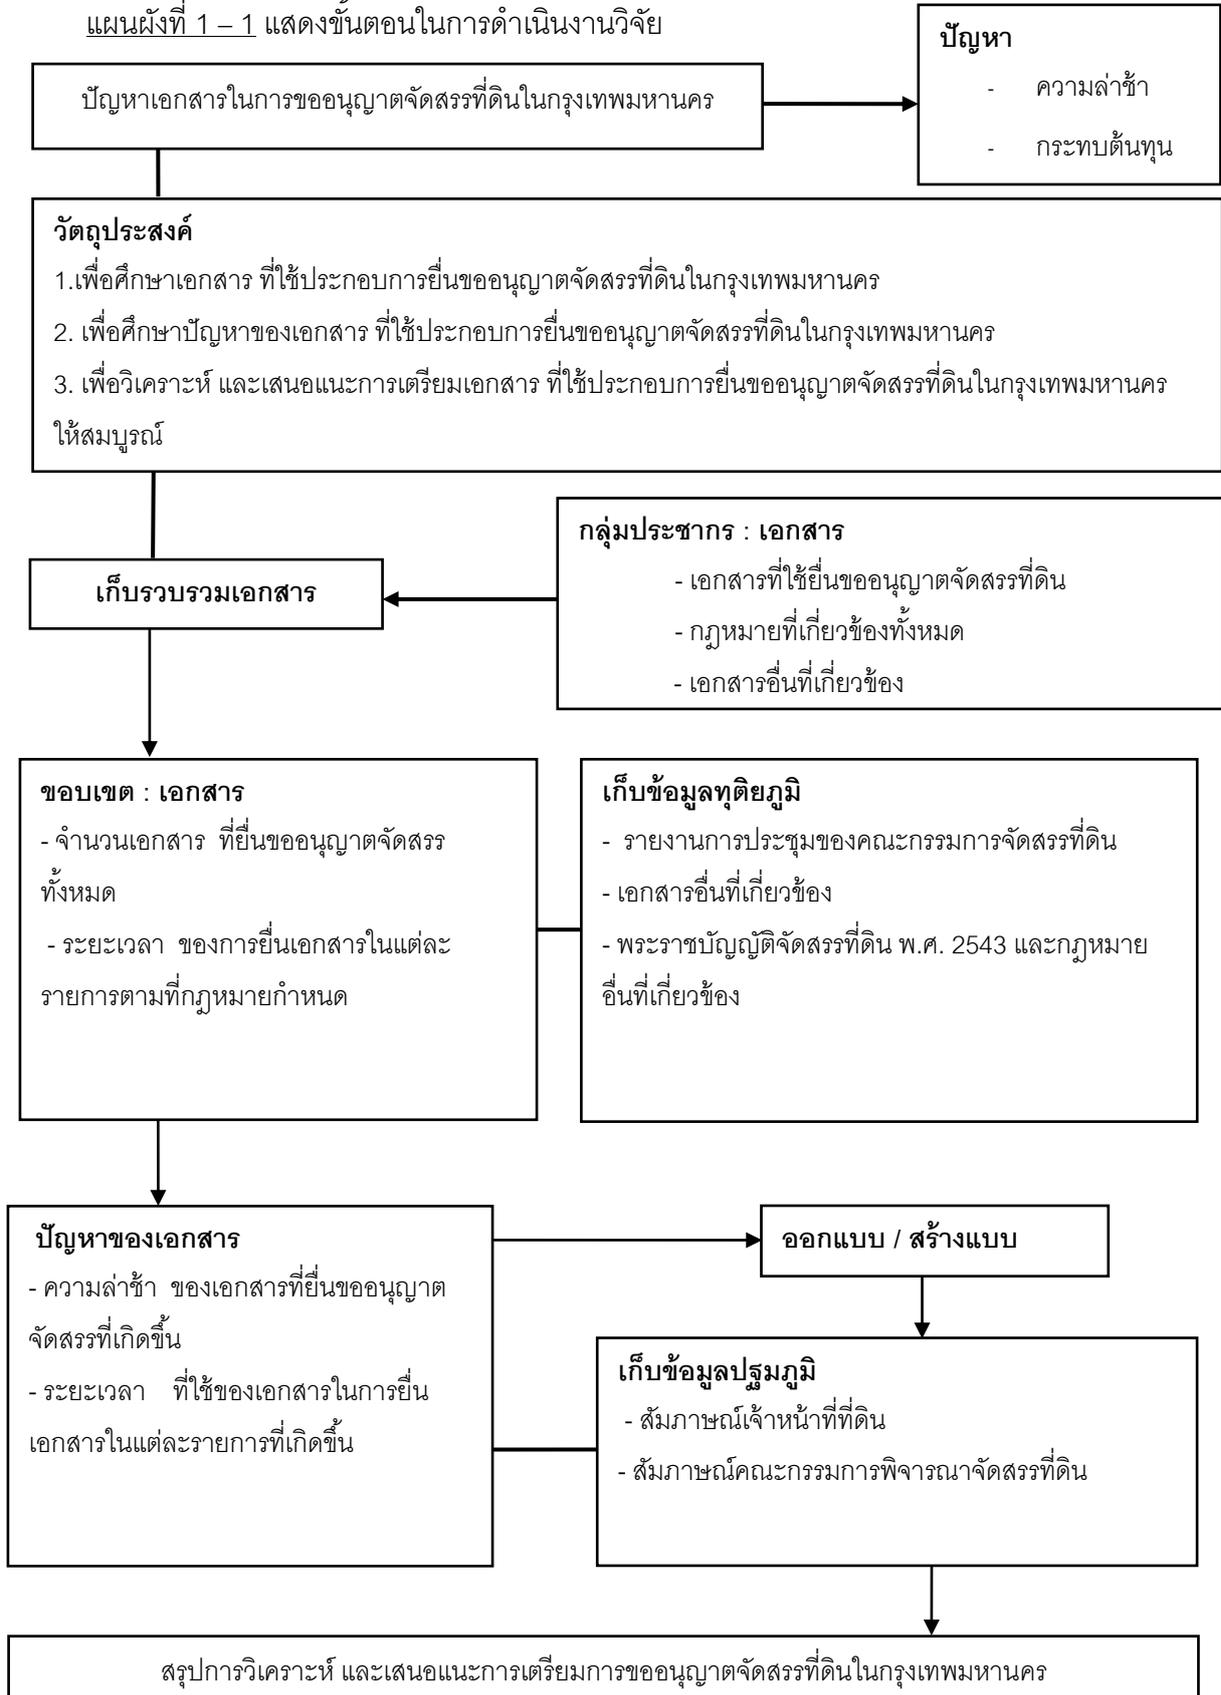 แผนผังที่ 1 – 1 แสดงขั้นตอนในการดำเนินงานวิจัย
ปัญหา
- ความล่าช้า
- กระทบต้นทุน
ปัญหาเอกสารในการขออนุญาตจัดสรรที่ดินในกรุงเทพมหานคร
วัตถุประสงค์
1.เพื่อศึกษาเอกสาร ที่ใช้ประกอบการยื่นขออนุญาตจัดสรรที่ดินในกรุงเทพมหานคร
2. เพื่อศึกษาปัญหาของเอกสาร ที่ใช้ประกอบการยื่นขออนุญาตจัดสรรที่ดินในกรุงเทพมหานคร
3. เพื่อวิเคราะห์ และเสนอแนะการเตรียมเอกสาร ที่ใช้ประกอบการยื่นขออนุญาตจัดสรรที่ดินในกรุงเทพมหานคร
ให้สมบูรณ์
กลุ่มประชากร : เอกสาร
- เอกสารที่ใช้ยื่นขออนุญาตจัดสรรที่ดิน
- กฎหมายที่เกี่ยวข้องทั้งหมด
- เอกสารอื่นที่เกี่ยวข้อง
เก็บรวบรวมเอกสาร
ขอบเขต : เอกสาร
- จำนวนเอกสาร ที่ยื่นขออนุญาตจัดสรร
ทั้งหมด
- ระยะเวลา ของการยื่นเอกสารในแต่ละ
รายการตามที่กฎหมายกำหนด
เก็บข้อมูลทุติยภูมิ
- รายงานการประชุมของคณะกรรมการจัดสรรที่ดิน
- เอกสารอื่นที่เกี่ยวข้อง
- พระราชบัญญัติจัดสรรที่ดิน พ.ศ. 2543 และกฎหมาย
อื่นที่เกี่ยวข้อง
ปัญหาของเอกสาร
- ความล่าช้า ของเอกสารที่ยื่นขออนุญาต
จัดสรรที่เกิดขึ้น
- ระยะเวลา ที่ใช้ของเอกสารในการยื่น
เอกสารในแต่ละรายการที่เกิดขึ้น
ออกแบบ / สร้างแบบ
เก็บข้อมูลปฐมภูมิ
- สัมภาษณ์เจ้าหน้าที่ที่ดิน
- สัมภาษณ์คณะกรรมการพิจารณาจัดสรรที่ดิน
สรุปการวิเคราะห์ และเสนอแนะการเตรียมการขออนุญาตจัดสรรที่ดินในกรุงเทพมหานคร